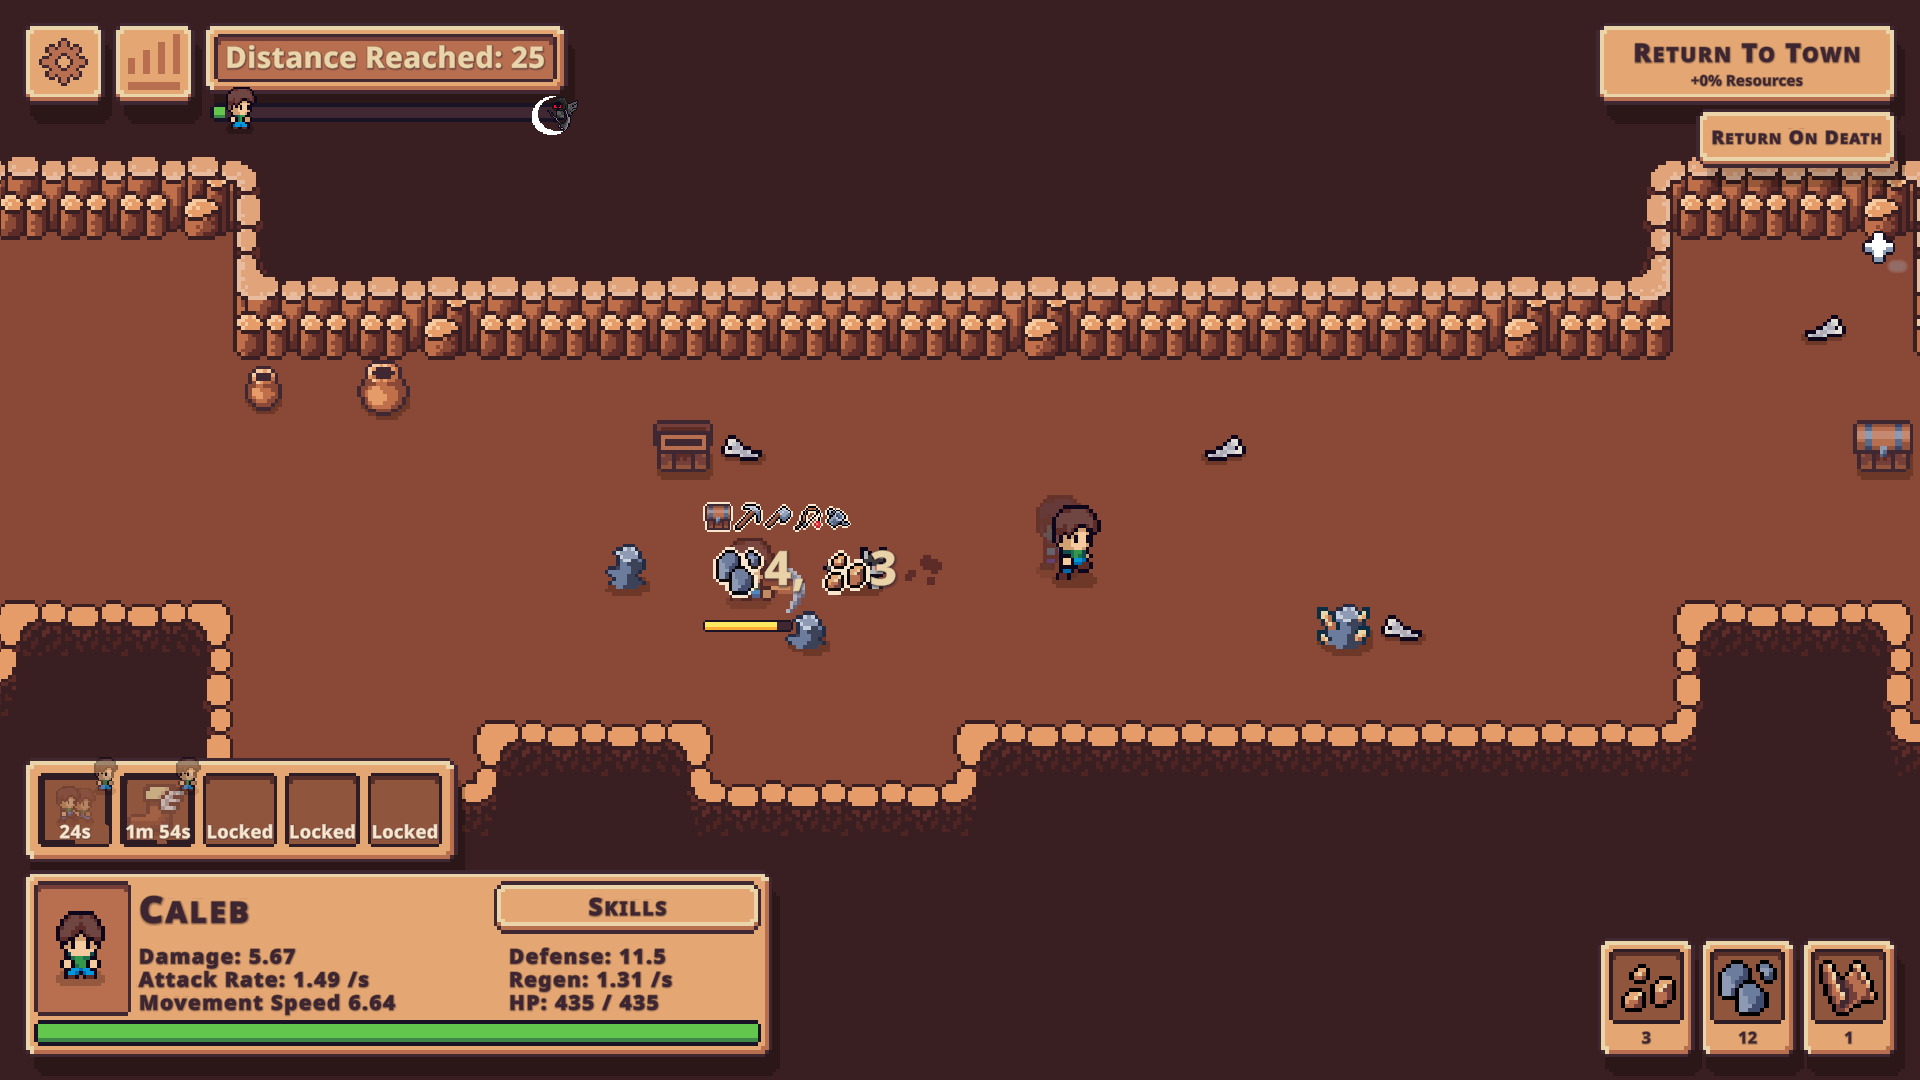 Distance Reached: 25
Return To Town
+0% Resources
Return On Death
4
3
24s
1m 54s
Locked
Locked
Locked
Caleb
Skills
Damage: 5.67
Defense: 11.5
Attack Rate: 1.49 /s
Regen: 1.31 /s
Movement Speed 6.64
HP: 435 / 435
3
12
1